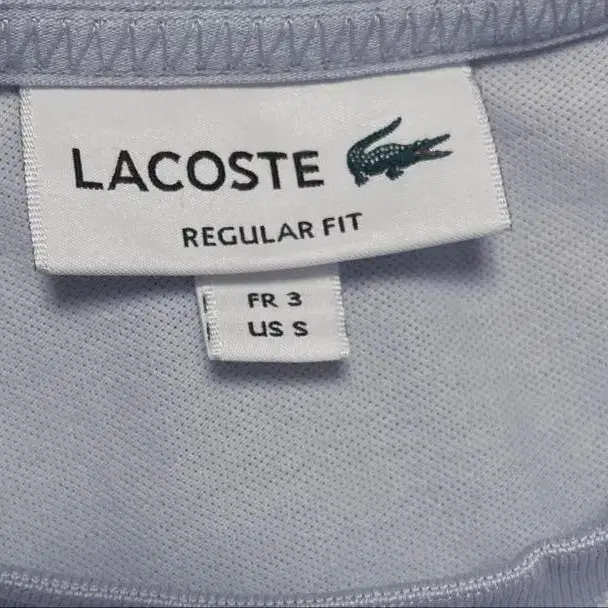 LACOSTE
REGULAR FIT
FR 3
US S